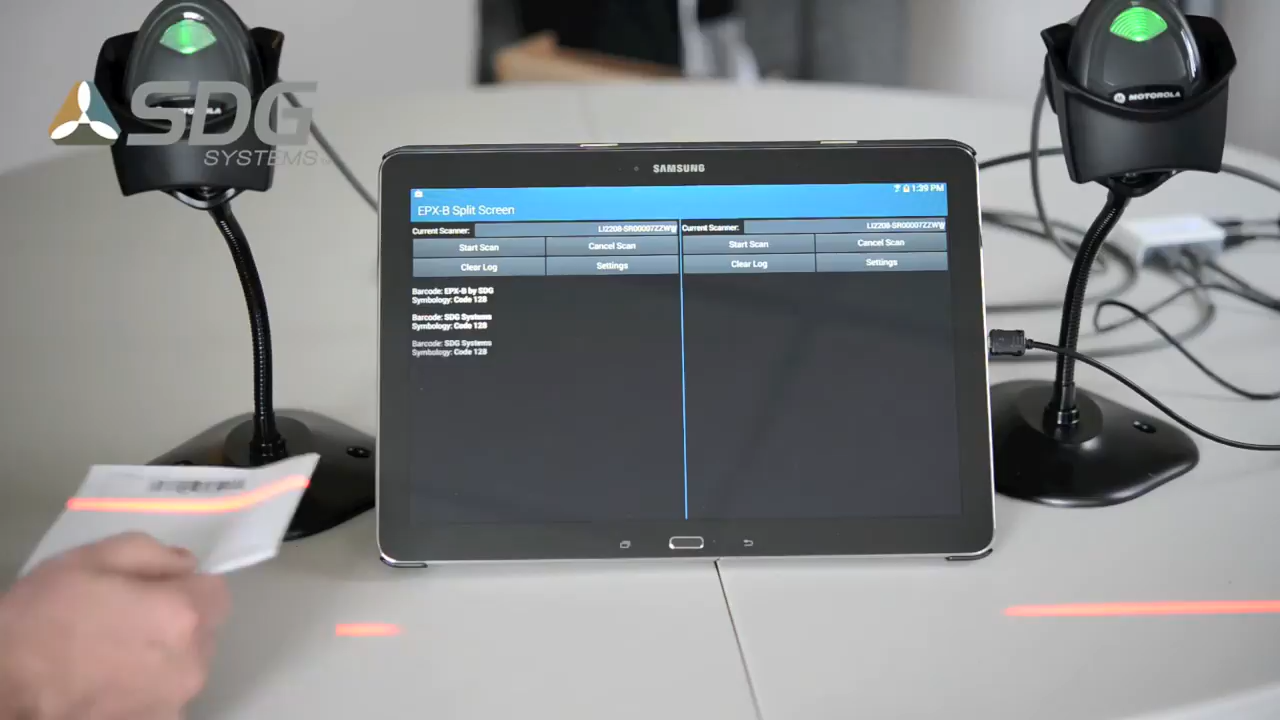 SDG
SYSTEMS
MOTOROLA
SAMSUNG
1:39 PM
EPX-B Split Screen
Current Scanner:
Current Scanner:
Start Scan
Cancel Scan
Start Scan
Cancel Scan
Clear Log
Settings
Clear Log
Settings
Barcode: EPX-B by SDG
Symbology: Code 128
Barcode: SDG Systems
Symbology: Code 128
Barcode: SDG Systems
Symbology: Code 128